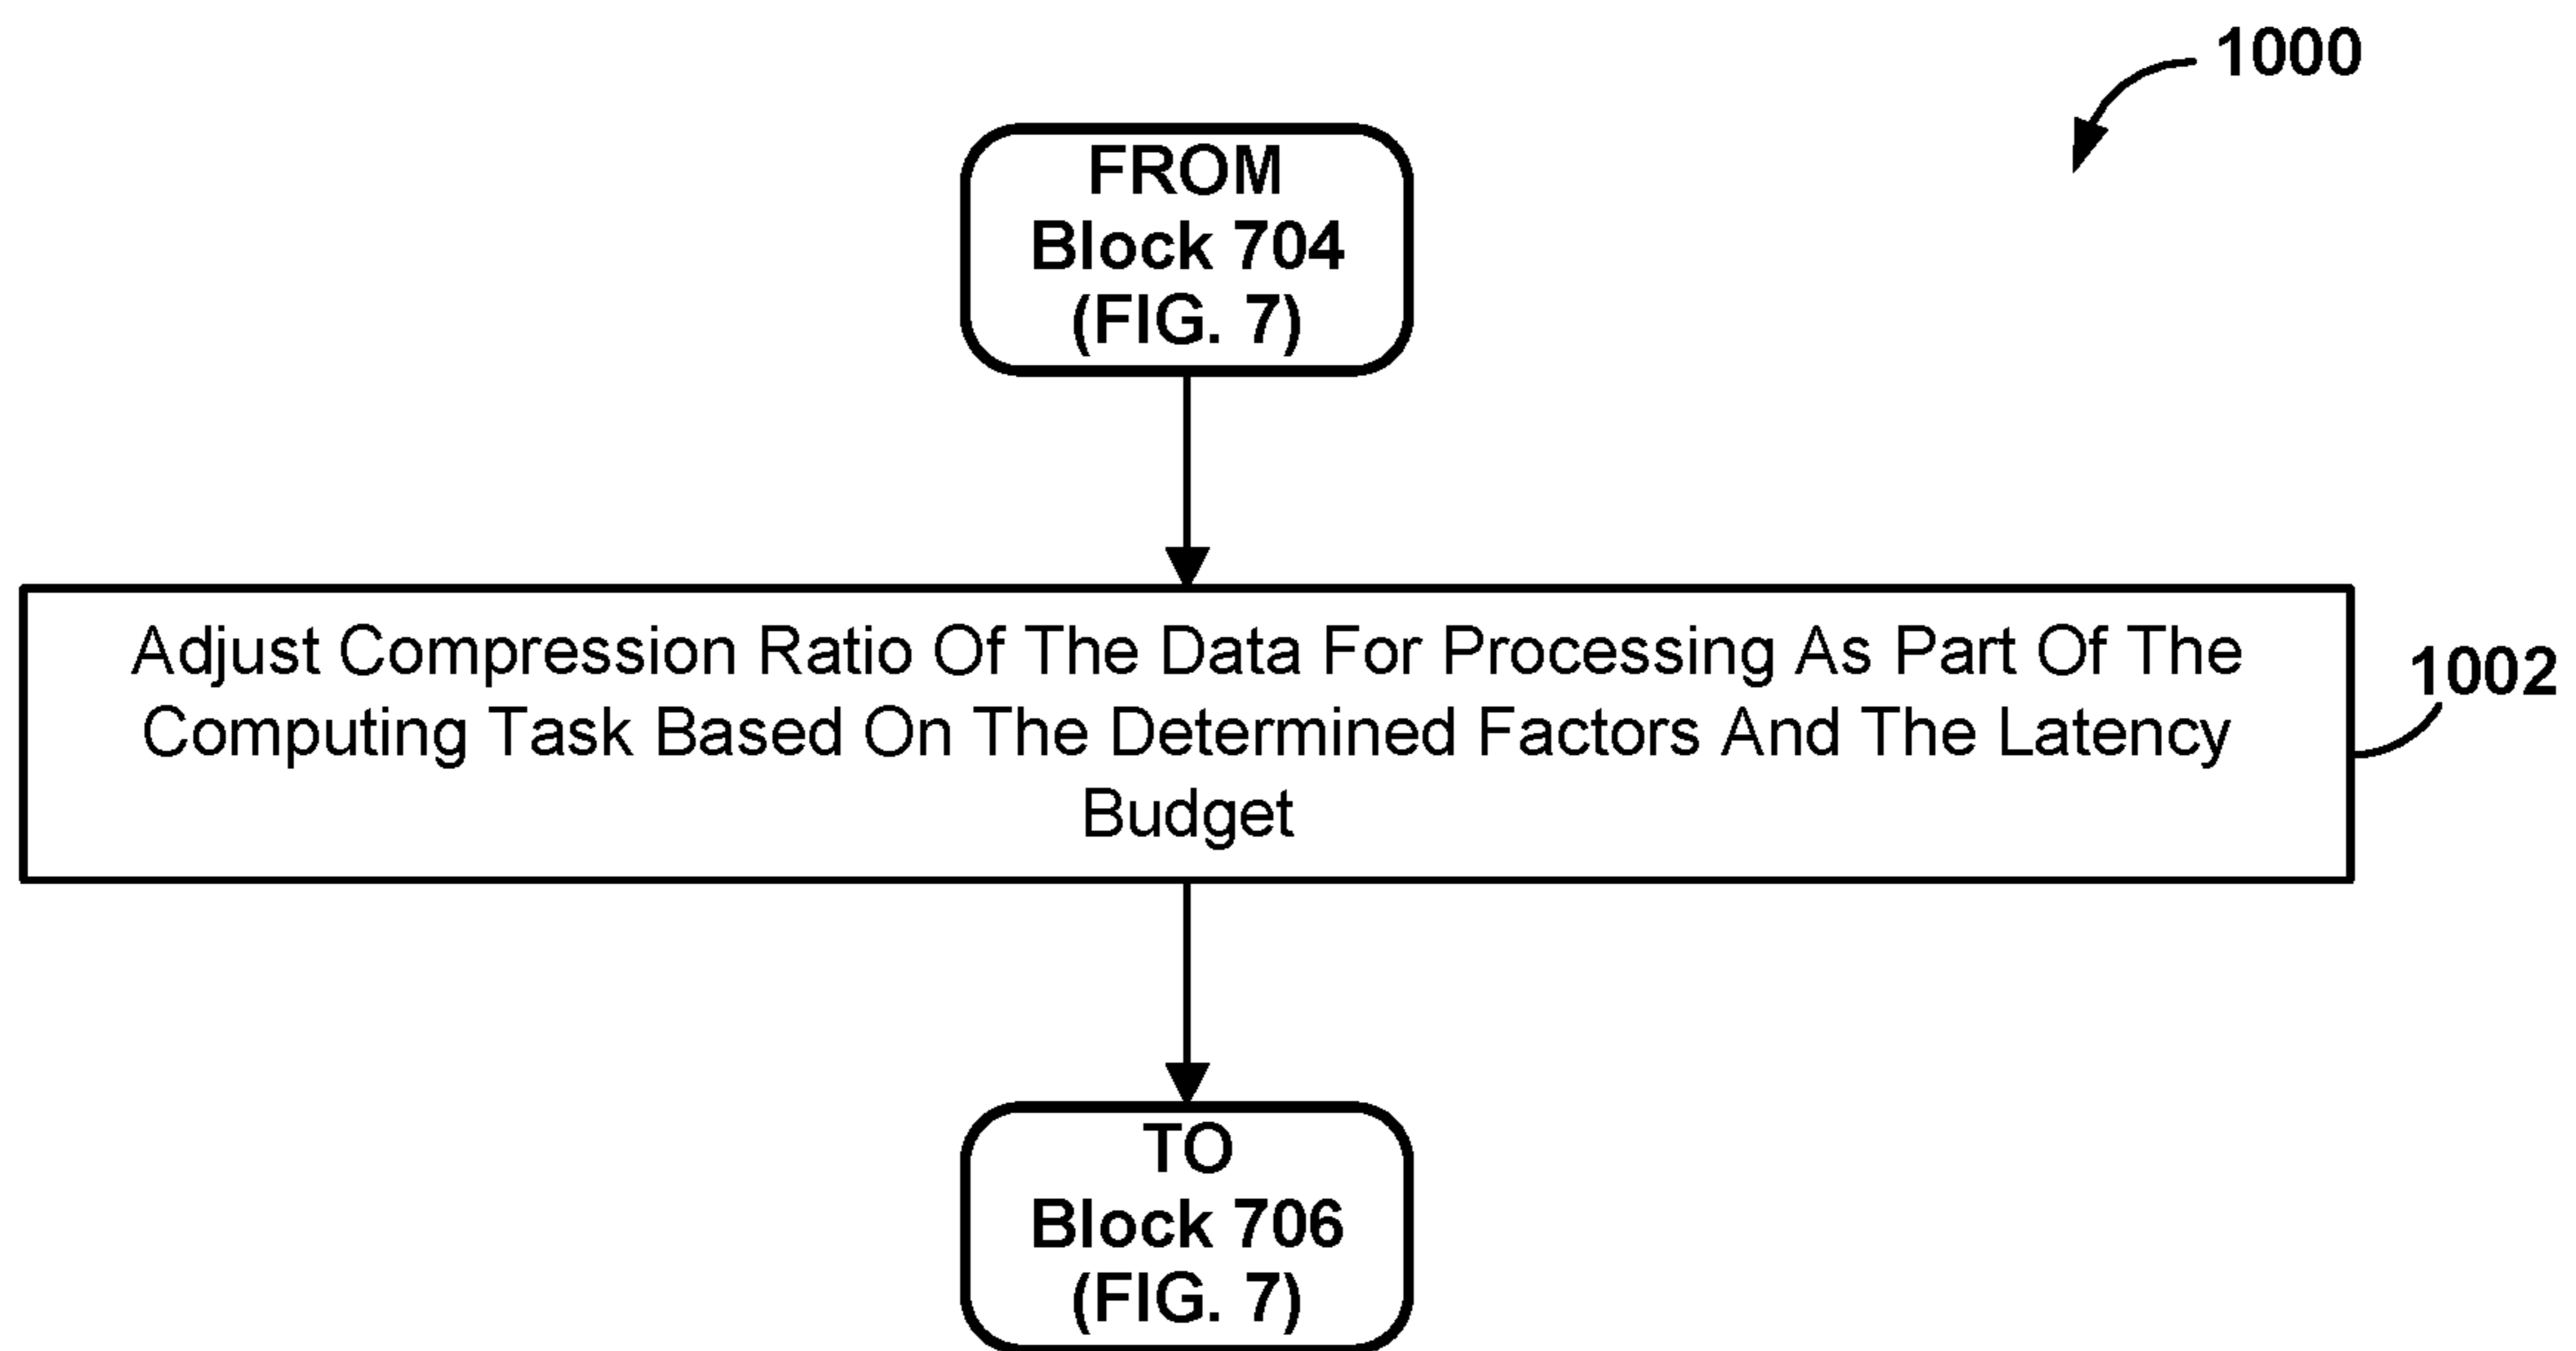 1000
FROM
Block 704
(FIG. 7)
Adjust Compression Ratio Of The Data For Processing As Part Of The
Computing Task Based On The Determined Factors And The Latency
Budget
1002
TO
Block 706
(FIG. 7)